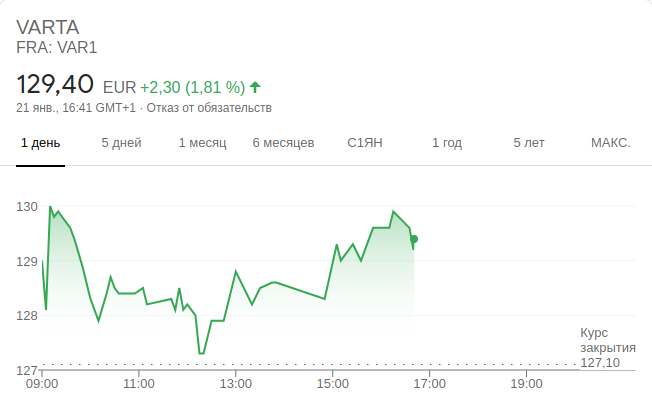 VARTA
FRA: VAR1
129,40 EUR +2,30 (1,81 %)
21 янв., 16:41 GMT+1 · Отказ от обязательств
1 день 5 дней 1 месяц 6 месяцев С1ЯН 1 год 5 лет МАКС.
130
129
128
127
Курс
закрытия
127,10
09:00 11:00 13:00 15:00 17:00 19:00